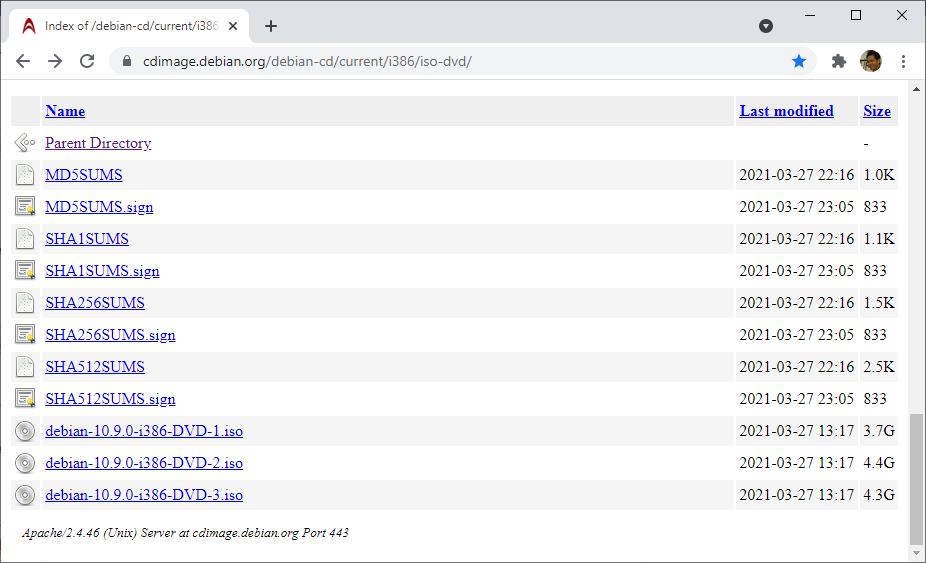 Index of /debian-cd/current/i386
cdimage.debian.org/debian-cd/current/i386/iso-dvd/
Name Last modified Size
Parent Directory -
MD5SUMS 2021-03-27 22:16 1.0K
MD5SUMS.sign 2021-03-27 23:05 833
SHA1SUMS 2021-03-27 22:16 1.1K
SHA1SUMS.sign 2021-03-27 23:05 833
SHA256SUMS 2021-03-27 22:16 1.5K
SHA256SUMS.sign 2021-03-27 23:05 833
SHA512SUMS 2021-03-27 22:16 2.5K
SHA512SUMS.sign 2021-03-27 23:05 833
debian-10.9.0-i386-DVD-1.iso 2021-03-27 13:17 3.7G
debian-10.9.0-i386-DVD-2.iso 2021-03-27 13:17 4.4G
debian-10.9.0-i386-DVD-3.iso 2021-03-27 13:17 4.3G
Apache/2.4.46 (Unix) Server at cdimage.debian.org Port 443